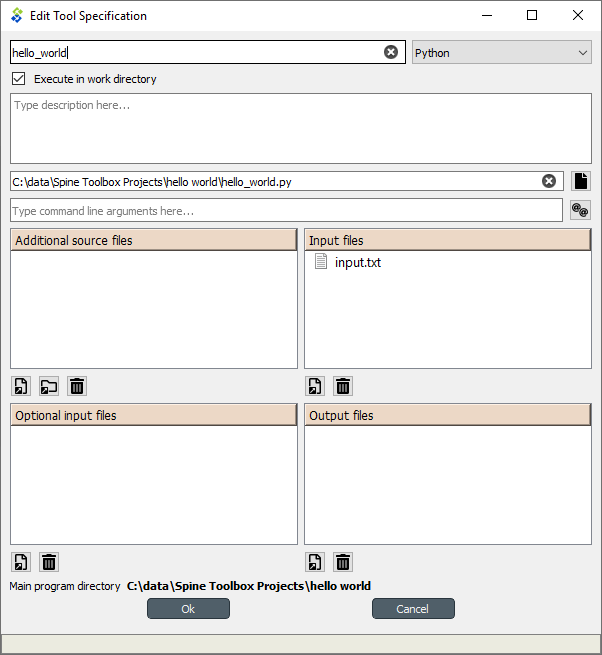 Edit Tool Specification
hello_world Python
Execute in work directory
Type description here...
C:\data\Spine Toolbox Projects\hello world\hello_world.py
Type command line arguments here...
@@
Additional source files Input files
input.txt
Optional input files Output files
Main program directory C:\data\Spine Toolbox Projects\hello world
Ok Cancel